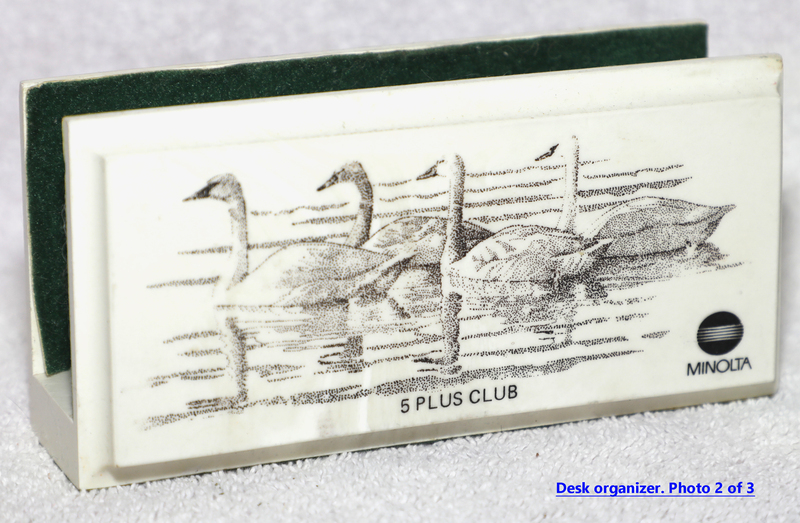 5 PLUS CLUB
MINOLTA
Desk organizer. Photo 2 of 3